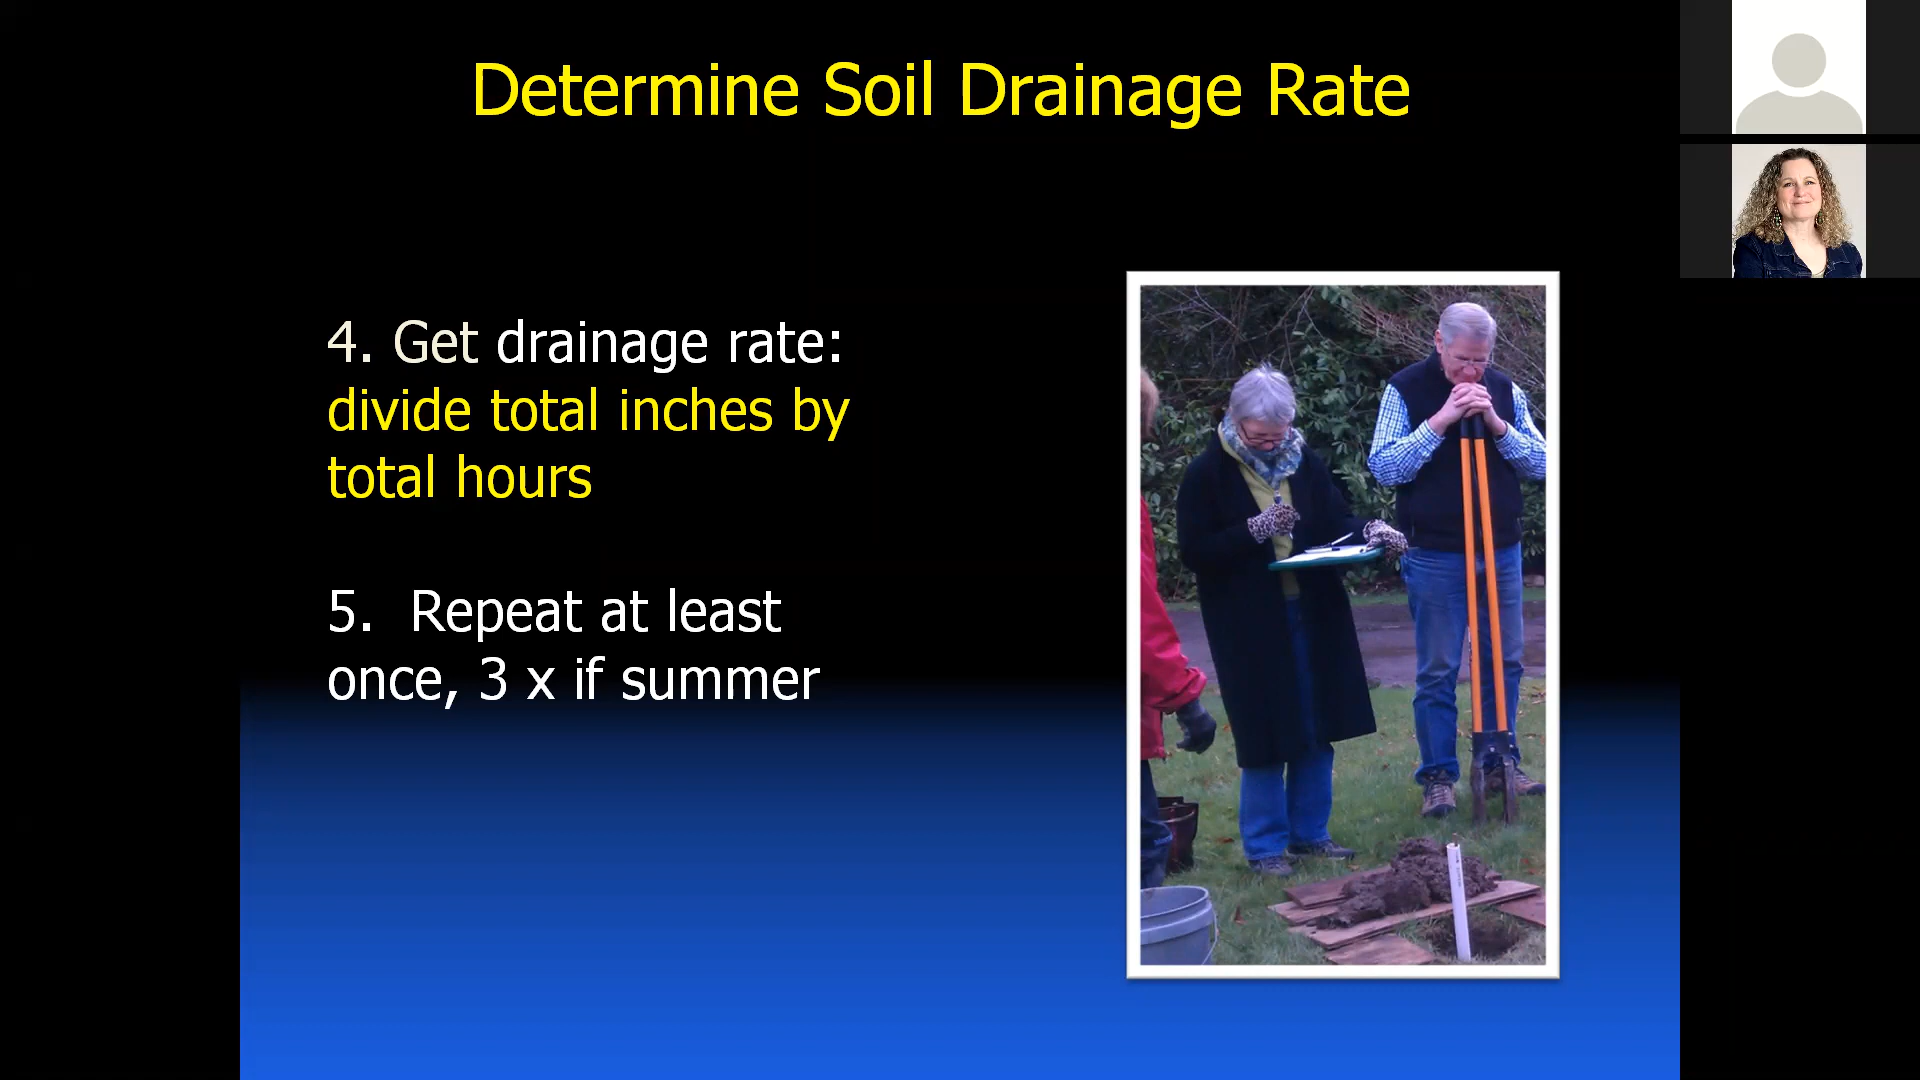 Determine Soil Drainage Rate
4. Get drainage rate:
divide total inches by
total hours
5. Repeat at least
once, 3 x if summer